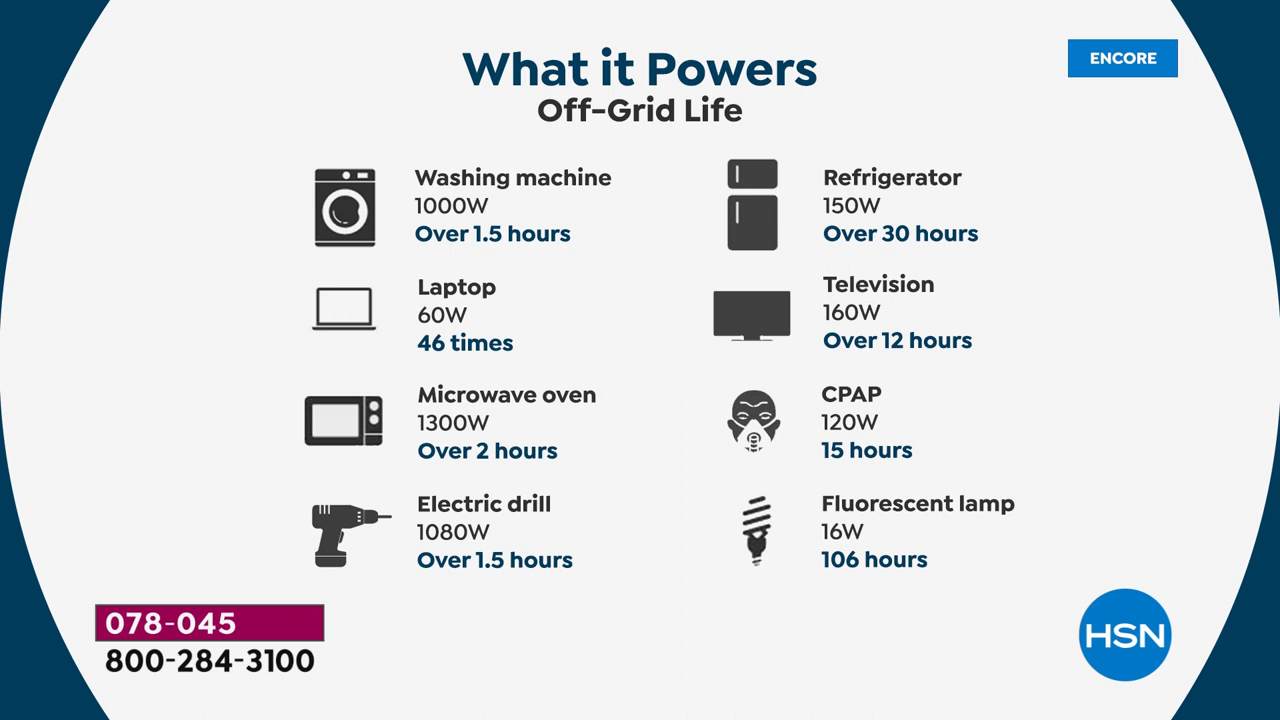 What it Powers
Off-Grid Life
ENCORE
Washing machine
1000W
Over 1.5 hours
Refrigerator
150W
Over 30 hours
Laptop
60W
46 times
Television
160W
Over 12 hours
Microwave oven
1300W
Over 2 hours
CPAP
120W
15 hours
Electric drill
1080W
Over 1.5 hours
Fluorescent lamp
16W
106 hours
078-045
800-284-3100
HSN